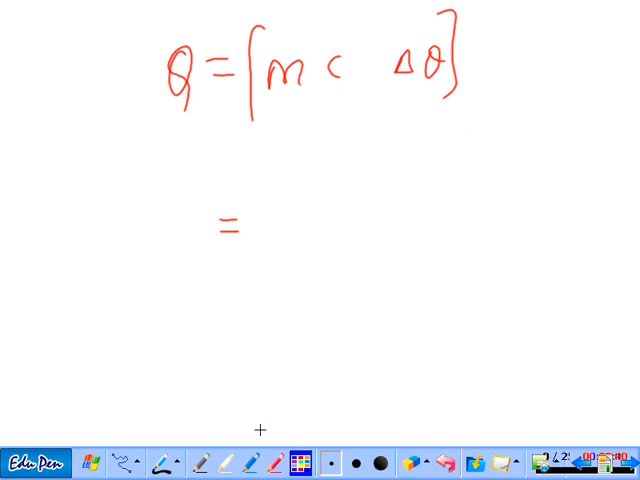 Q = [m c Δθ]
=
Edu Pen